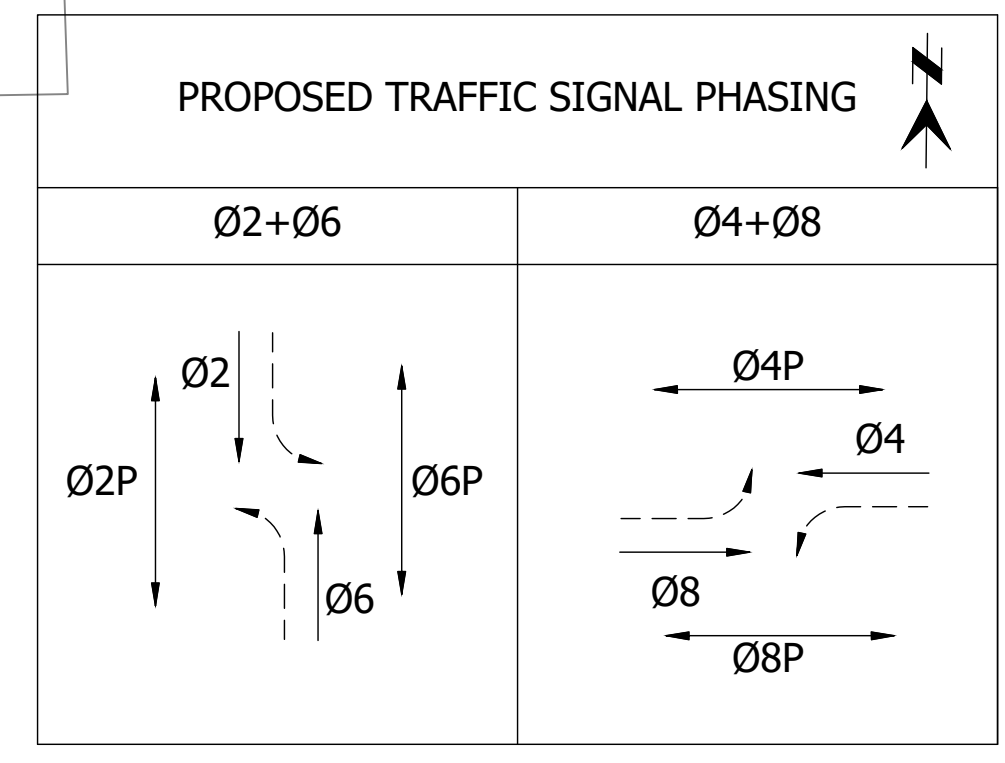 PROPOSED TRAFFIC SIGNAL PHASING
Ø2+Ø6
Ø4+Ø8
Ø2
Ø2P
Ø6P
Ø6
Ø4P
Ø4
Ø8
Ø8P